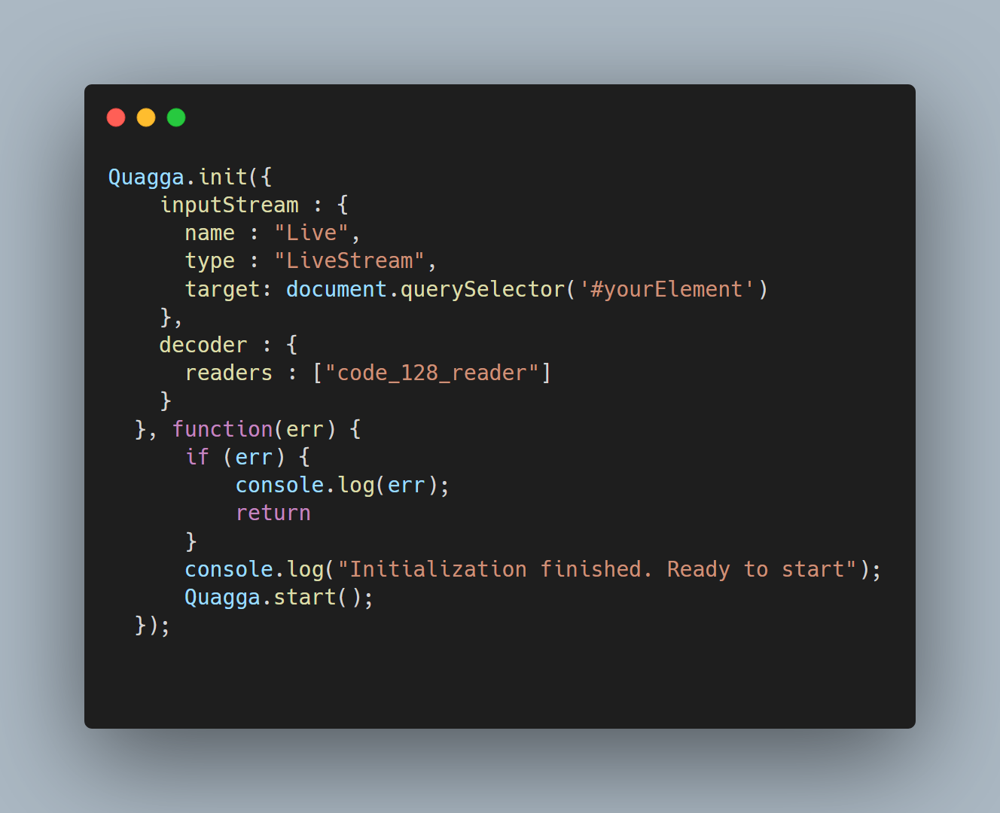 Quagga.init({
    inputStream : {
      name : "Live",
      type : "LiveStream",
      target: document.querySelector('#yourElement')
    },
    decoder : {
      readers : ["code_128_reader"]
    }
  }, function(err) {
      if (err) {
          console.log(err);
          return
      }
      console.log("Initialization finished. Ready to start");
      Quagga.start();
  });